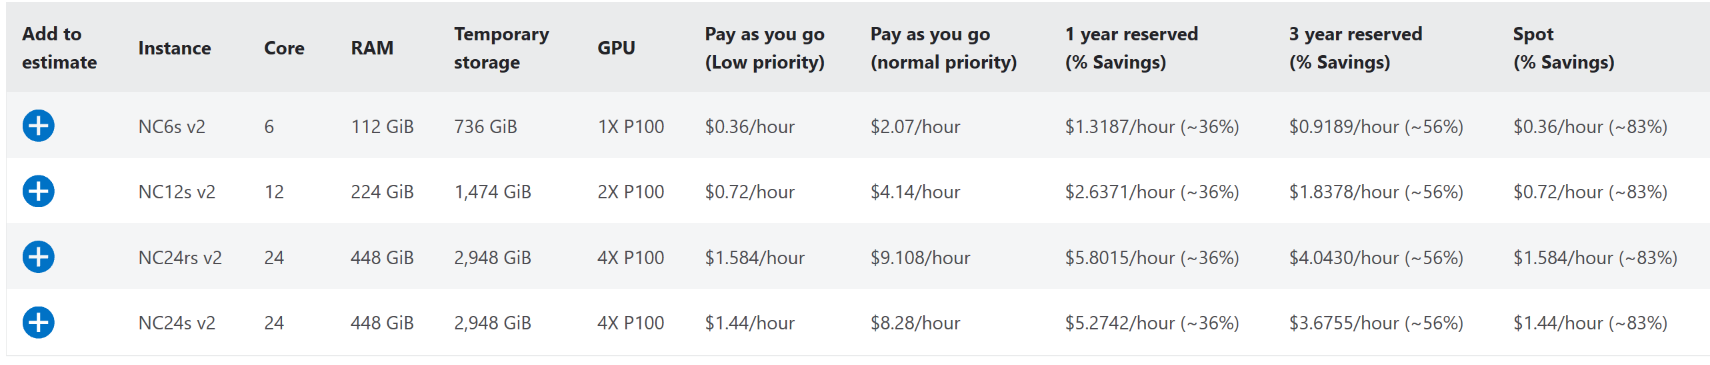 Add to estimate Instance Core RAM Temporary storage GPU Pay as you go (Low priority) Pay as you go (normal priority) 1 year reserved (% Savings) 3 year reserved (% Savings) Spot (% Savings)
NC6s v2 6 112 GiB 736 GiB 1X P100 $0.36/hour $2.07/hour $1.3187/hour (~36%) $0.9189/hour (~56%) $0.36/hour (~83%)
NC12s v2 12 224 GiB 1,474 GiB 2X P100 $0.72/hour $4.14/hour $2.6371/hour (~36%) $1.8378/hour (~56%) $0.72/hour (~83%)
NC24rs v2 24 448 GiB 2,948 GiB 4X P100 $1.584/hour $9.108/hour $5.8015/hour (~36%) $4.0430/hour (~56%) $1.584/hour (~83%)
NC24s v2 24 448 GiB 2,948 GiB 4X P100 $1.44/hour $8.28/hour $5.2742/hour (~36%) $3.6755/hour (~56%) $1.44/hour (~83%)